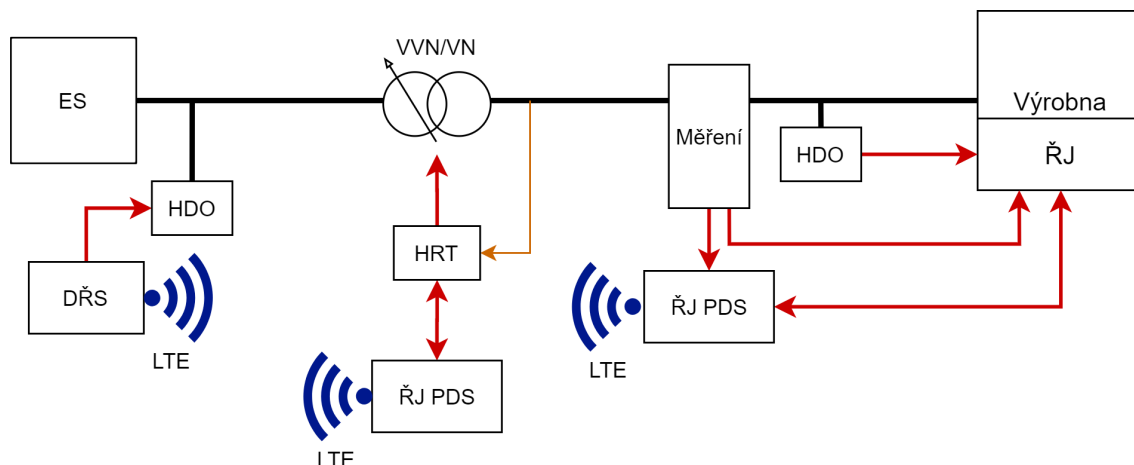 VVN/VN
ES
Výrobna
Měření
HDO
ŘJ
HDO
HRT
DŘS
ŘJ PDS
LTE
LTE
ŘJ PDS
LTE